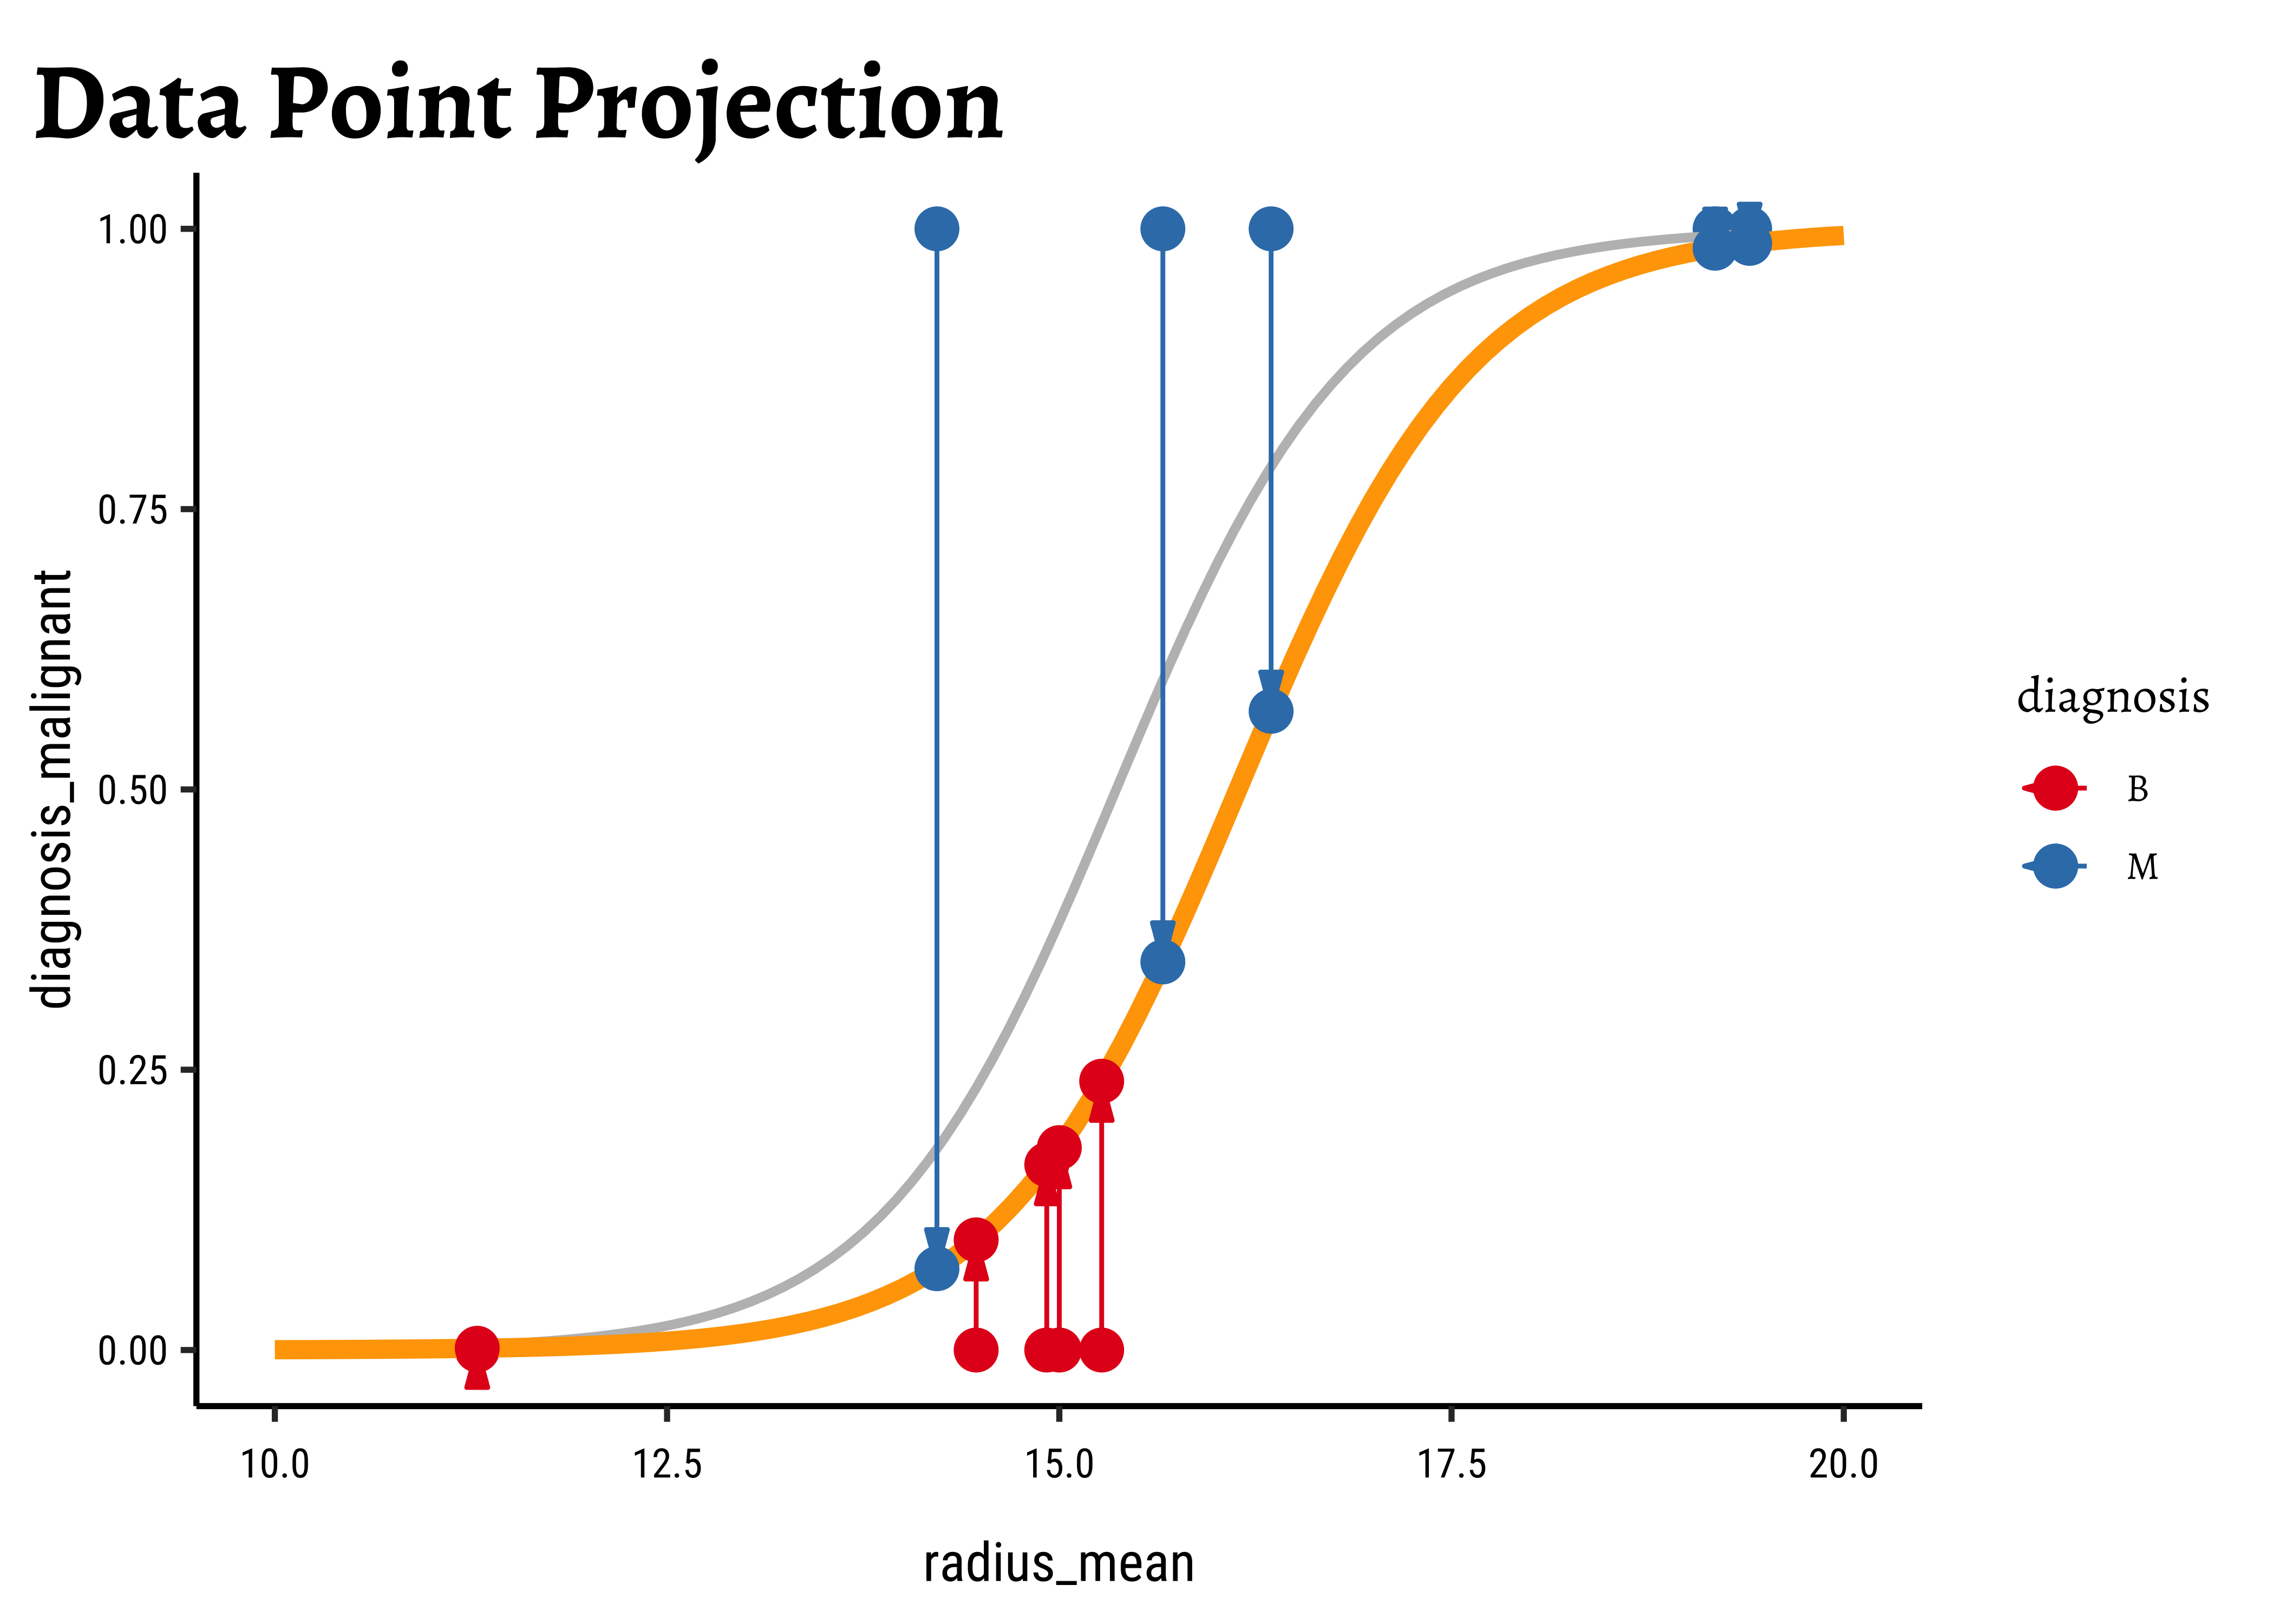 Data Point Projection
1.00
0.75
0.50
0.25
0.00
diagnosis_malignant
10.0 12.5 15.0 17.5 20.0
radius_mean
diagnosis
B
M